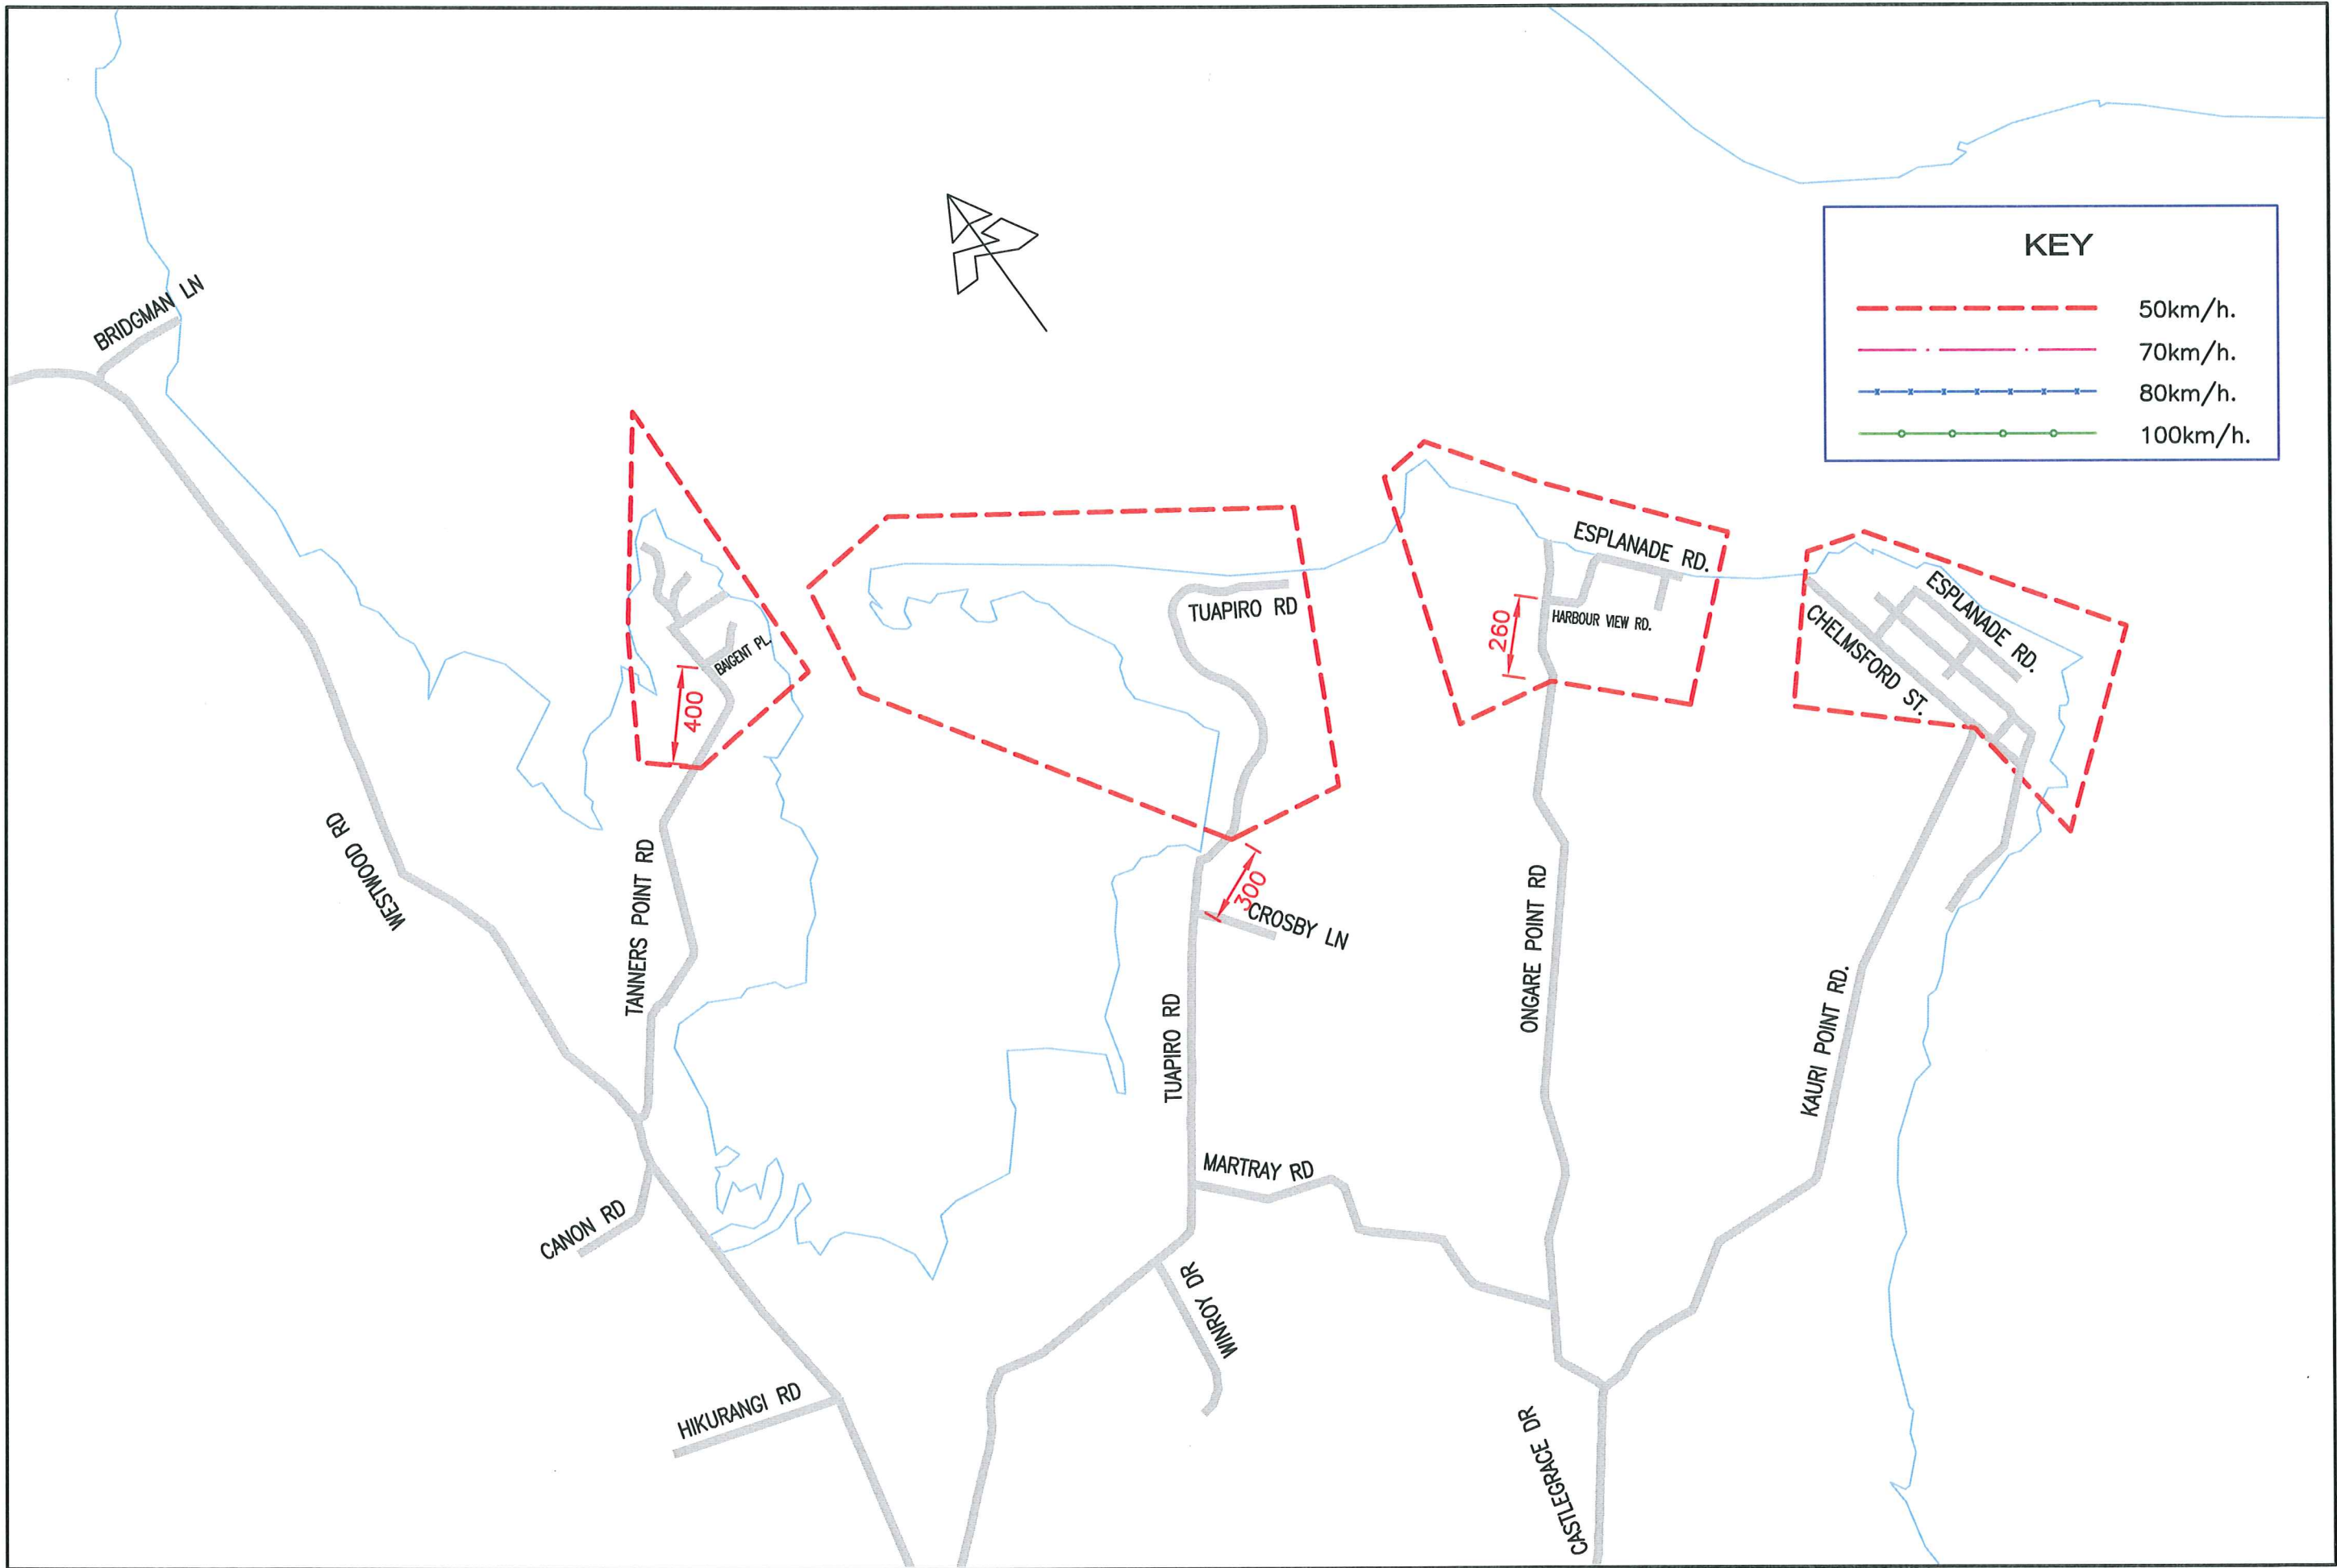 KEY
50km/h.
70km/h.
80km/h.
100km/h.
BRIDGMAN LN
ESPLANADE RD.
HARBOUR VIEW RD.
260
TUAPIRO RD
ESPLANADE RD.
CHELMSFORD ST.
BAIGENT PL.
400
WESTWOOD RD
TANNERS POINT RD
300
CROSBY LN
ONGARE POINT RD
TUAPIRO RD
KAURI POINT RD.
MARTRAY RD
CANON RD
WINROY DR
HIKURANGI RD
CASTLEGRACE DR